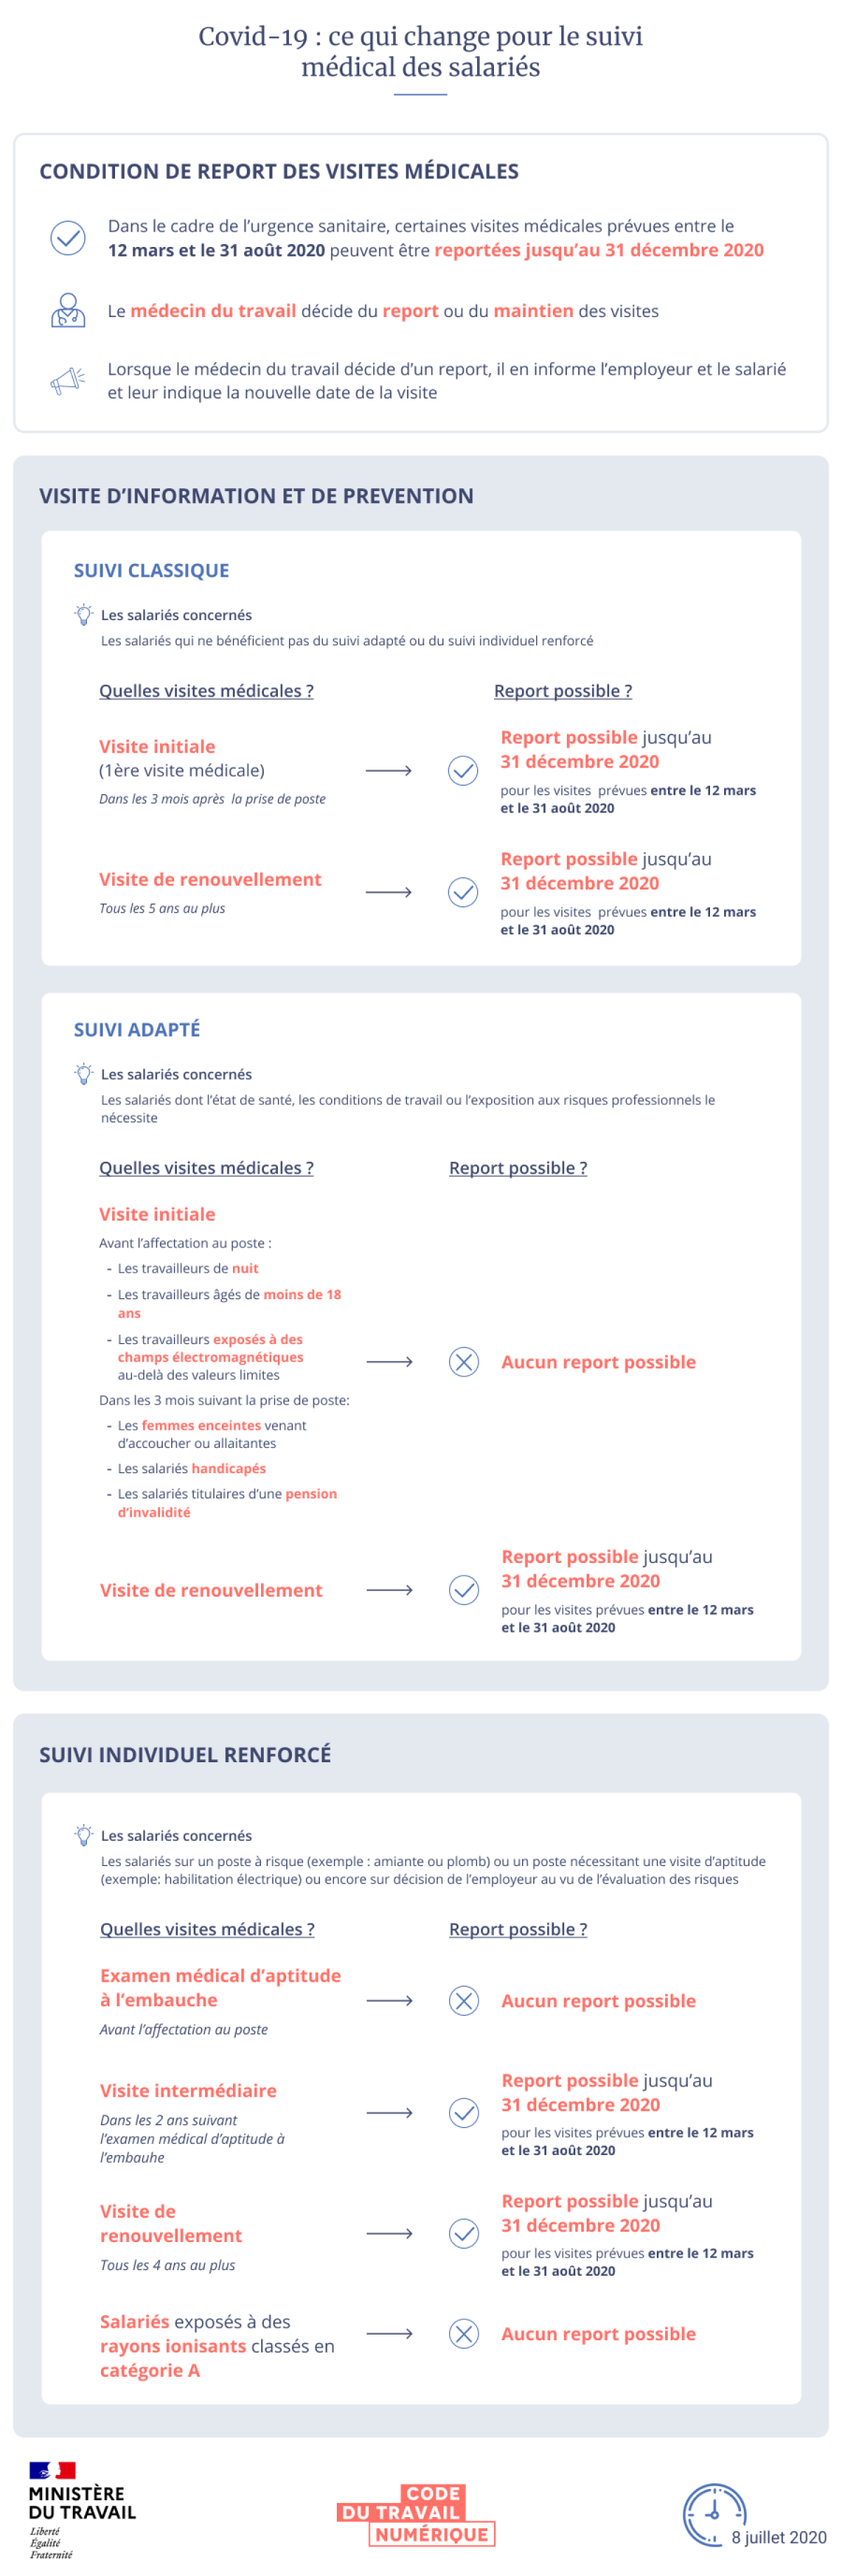 Covid-19 : ce qui change pour le suivi
médical des salariés
CONDITION DE REPORT DES VISITES MÉDICALES
Dans le cadre de l’urgence sanitaire, certaines visites médicales prévues entre le
12 mars et le 31 août 2020 peuvent être reportées jusqu’au 31 décembre 2020
Le médecin du travail décide du report ou du maintien des visites
Lorsque le médecin du travail décide d’un report, il en informe l’employeur et le salarié
et leur indique la nouvelle date de la visite
VISITE D’INFORMATION ET DE PREVENTION
SUIVI CLASSIQUE
Les salariés concernés
Les salariés qui ne bénéficient pas du suivi adapté ou du suivi individuel renforcé
Quelles visites médicales ?
Report possible ?
Visite initiale
(1ère visite médicale)
Dans les 3 mois après la prise de poste
Report possible jusqu’au
31 décembre 2020
pour les visites prévues entre le 12 mars
et le 31 août 2020
Visite de renouvellement
Tous les 5 ans au plus
Report possible jusqu’au
31 décembre 2020
pour les visites prévues entre le 12 mars
et le 31 août 2020
SUIVI ADAPTÉ
Les salariés concernés
Les salariés dont l’état de santé, les conditions de travail ou l’exposition aux risques professionnels le
nécessite
Quelles visites médicales ?
Report possible ?
Visite initiale
Avant l’affectation au poste :
- Les travailleurs de nuit
- Les travailleurs âgés de moins de 18
ans
- Les travailleurs exposés à des
champs électromagnétiques
au-delà des valeurs limites
Dans les 3 mois suivant la prise de poste:
- Les femmes enceintes venant
d’accoucher ou allaitantes
- Les salariés handicapés
- Les salariés titulaires d’une pension
d’invalidité
Aucun report possible
Visite de renouvellement
Report possible jusqu’au
31 décembre 2020
pour les visites prévues entre le 12 mars
et le 31 août 2020
SUIVI INDIVIDUEL RENFORCÉ
Les salariés concernés
Les salariés sur un poste à risque (exemple : amiante ou plomb) ou un poste nécessitant une visite d’aptitude
(exemple: habilitation électrique) ou encore sur décision de l’employeur au vu de l’évaluation des risques
Quelles visites médicales ?
Report possible ?
Examen médical d’aptitude
à l’embauche
Avant l’affectation au poste
Aucun report possible
Visite intermédiaire
Dans les 2 ans suivant
l’examen médical d’aptitude à
l’embauhe
Report possible jusqu’au
31 décembre 2020
pour les visites prévues entre le 12 mars
et le 31 août 2020
Visite de
renouvellement
Tous les 4 ans au plus
Report possible jusqu’au
31 décembre 2020
pour les visites prévues entre le 12 mars
et le 31 août 2020
Salariés exposés à des
rayons ionisants classés en
catégorie A
Aucun report possible
MINISTÈRE
DU TRAVAIL
Liberté
Égalité
Fraternité
CODE
DU TRAVAIL
NUMÉRIQUE
8 juillet 2020